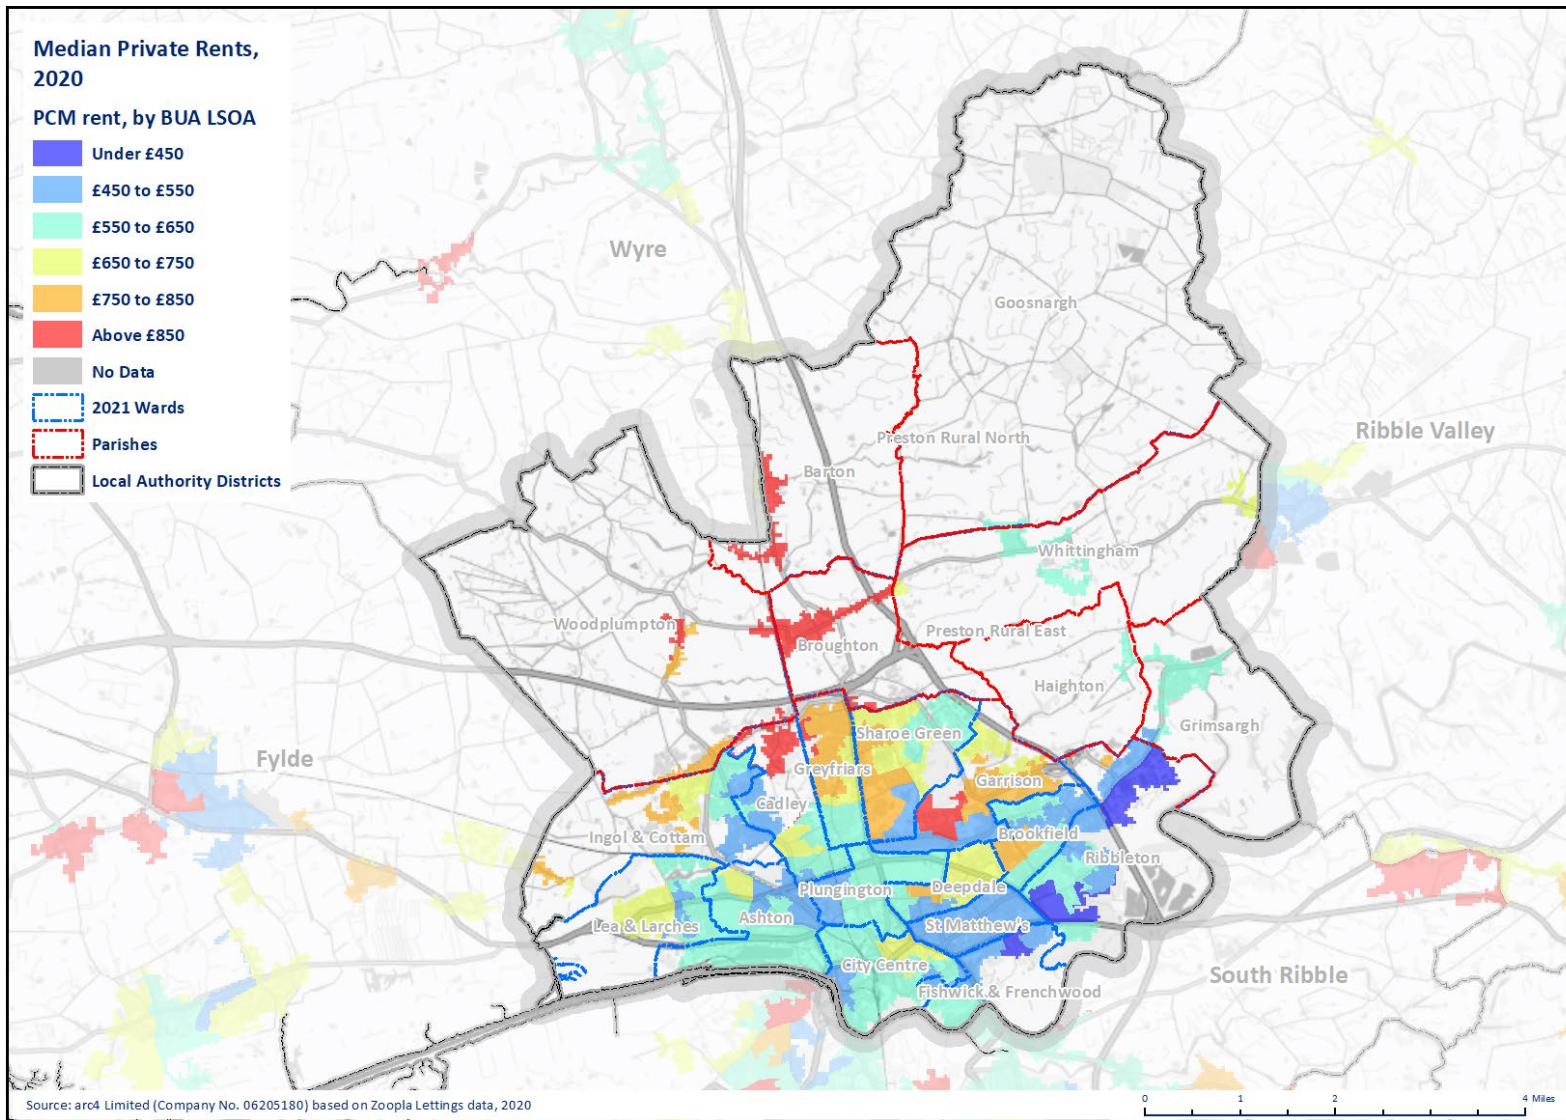 Median Private Rents,
2020
PCM rent, by BUA LSOA
Under £450
£450 to £550
£550 to £650
£650 to £750
£750 to £850
Above £850
No Data
2021 Wards
Parishes
Local Authority Districts
Wyre
Goosnargh
Ribble Valley
Preston Rural North
Barton
Whittingham
Woodplumpton
Preston Rural East
Broughton
Haighton
Grimsargh
Sharoe Green
Fylde
Greyfriars
Garrison
Cadley
Ingol & Cottam
Brookfield
Ribbleton
Plungington
Deepdale
Ashton
Lea & Larches
St Matthew's
City Centre
South Ribble
Fishwick & Frenchwood
Source: arc4 Limited (Company No. 06205180) based on Zoopla Lettings data, 2020
0 1 2 4 Miles